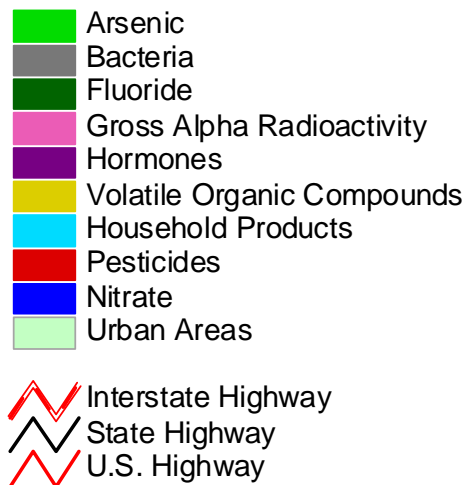 Arsenic
Bacteria
Fluoride
Gross Alpha Radioactivity
Hormones
Volatile Organic Compounds
Household Products
Pesticides
Nitrate
Urban Areas
Interstate Highway
State Highway
U.S. Highway